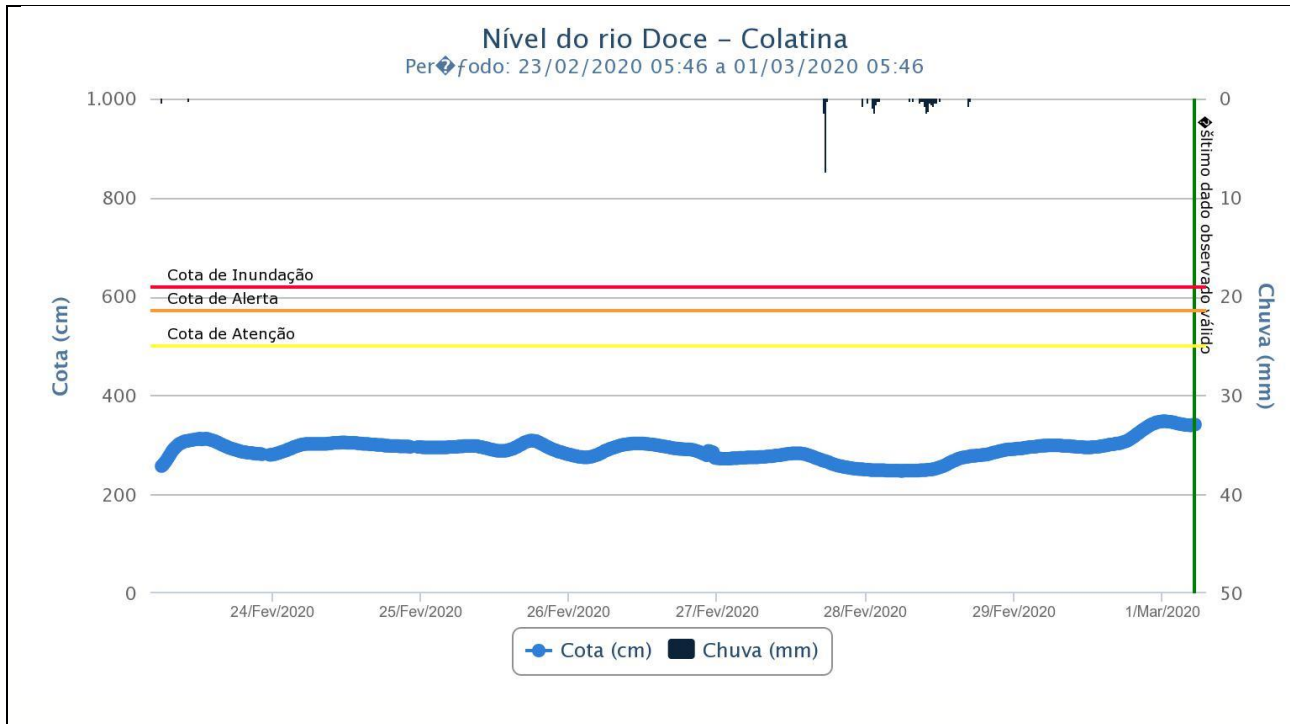 Nível do rio Doce – Colatina
Per�ƒodo: 23/02/2020 05:46 a 01/03/2020 05:46
1.000
800
600
400
200
0
Cota (cm)
0
10
20
30
40
50
Chuva (mm)
Cota de Inundação
Cota de Alerta
Cota de Atenção
�šltimo dado observado válido
24/Fev/2020
25/Fev/2020
26/Fev/2020
27/Fev/2020
28/Fev/2020
29/Fev/2020
1/Mar/2020
Cota (cm)
Chuva (mm)